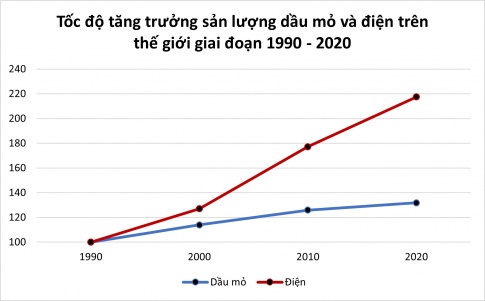 Tốc độ tăng trưởng sản lượng dầu mỏ và điện trên
thế giới giai đoạn 1990 - 2020
240
220
200
180
160
140
120
100
1990 2000 2010 2020
Dầu mỏ Điện